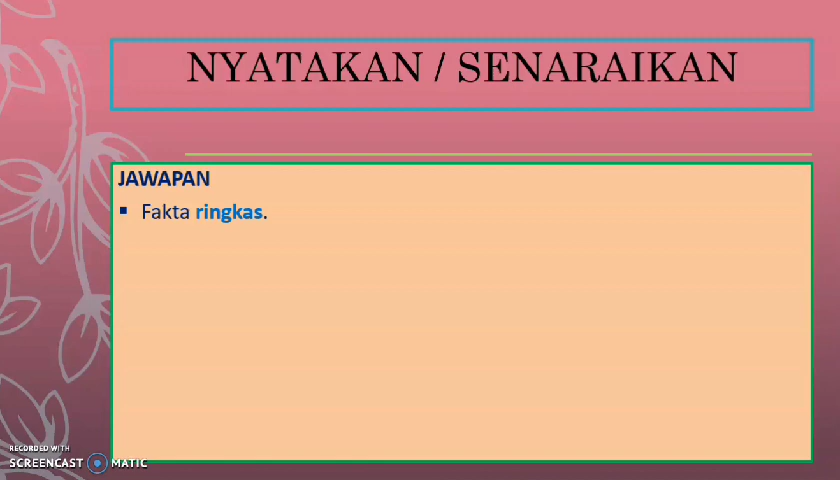 NYATAKAN / SENARAIKAN
JAWAPAN
▪ Fakta ringkas.
RECORDED WITH
SCREENCAST MATIC